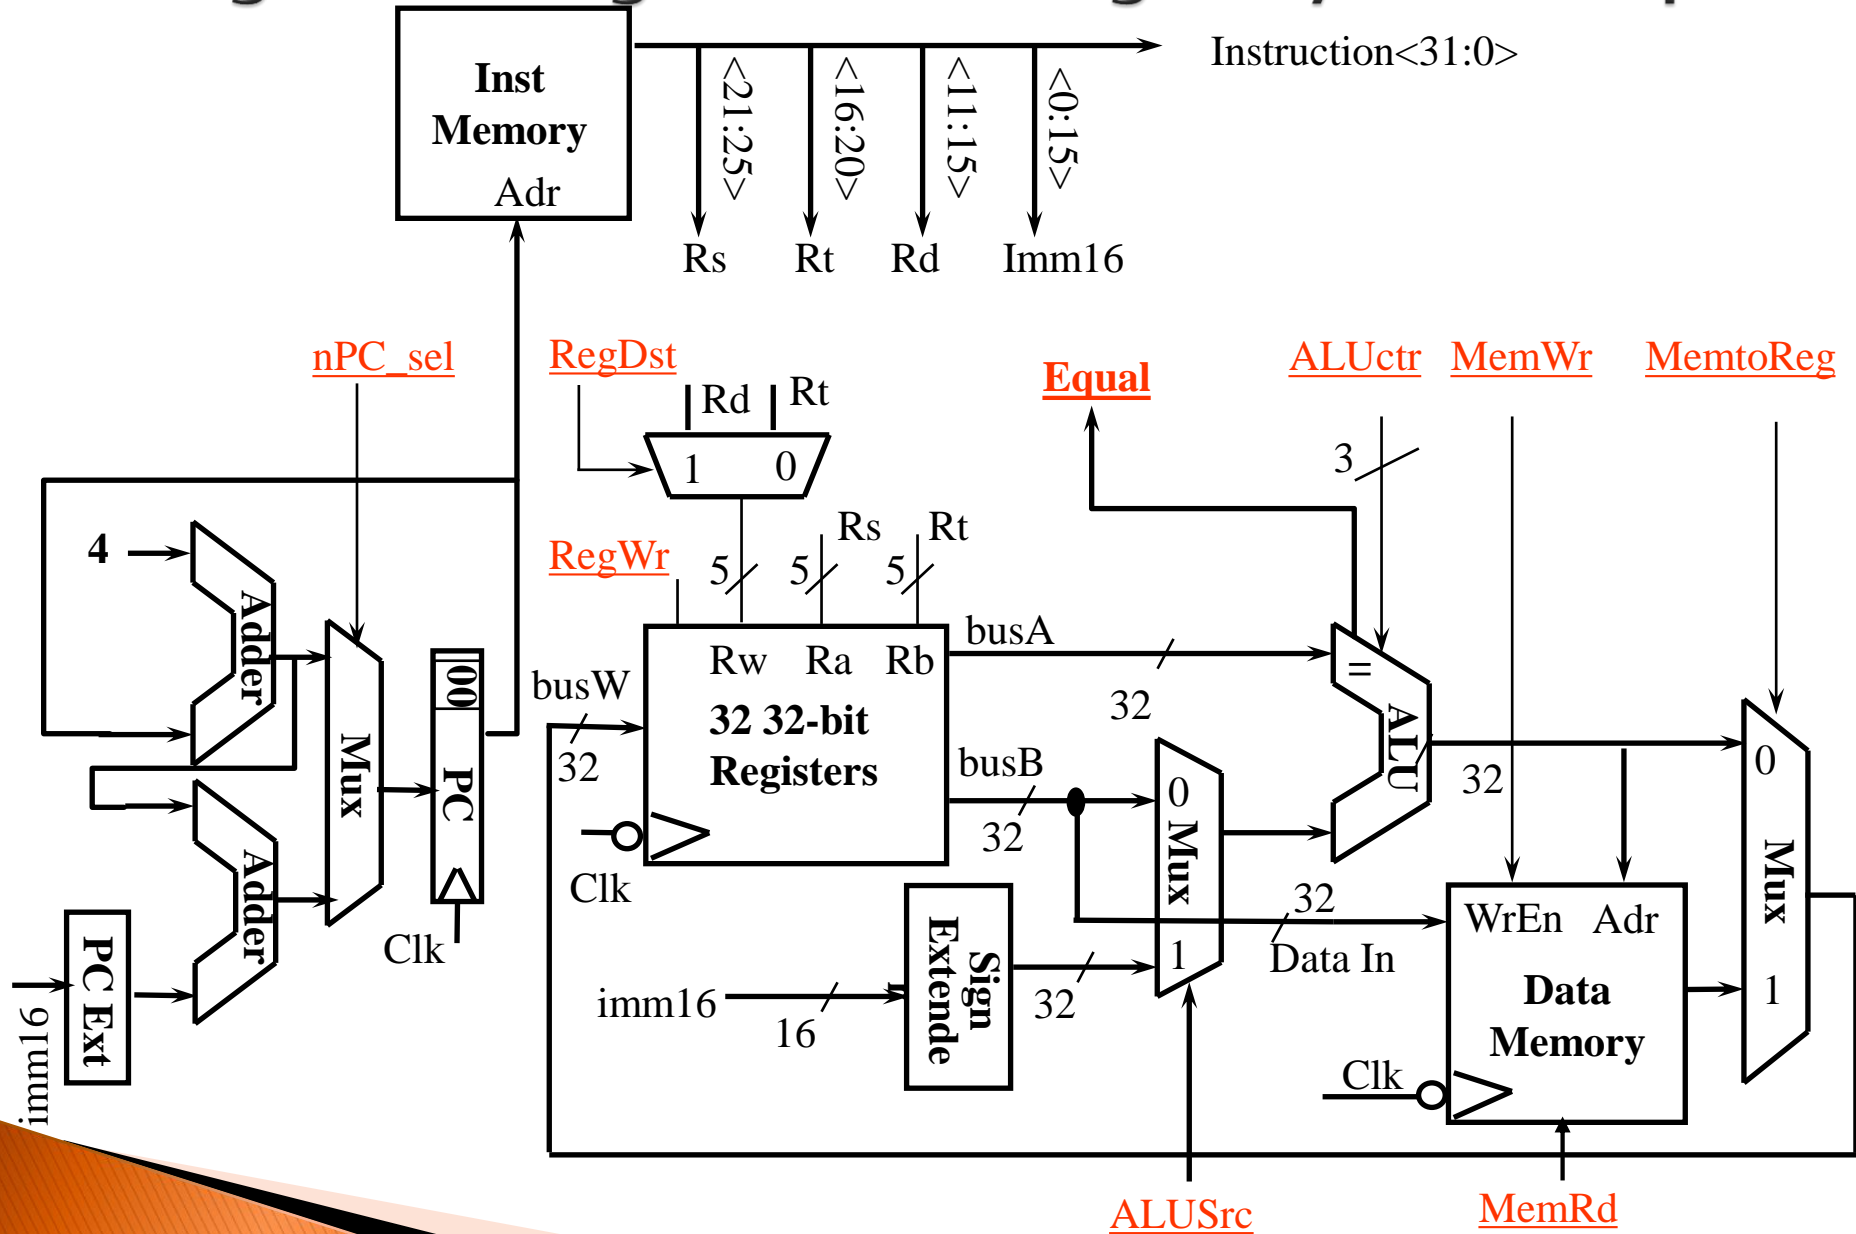 Inst
Memory
Adr
Instruction<31:0>
<21:25>
<16:20>
<11:15>
<0:15>
Rs
Rt
Rd
Imm16
nPC_sel
RegDst
Rd
Rt
Equal
ALUctr
MemWr
MemtoReg
1
0
3
4
Adder
RegWr
5
5
Rs
5
Rt
busW
32
Rw
Ra
Rb
32 32-bit
Registers
Clk
busA
32
busB
32
=
ALU
32
0
Mux
1
0
Mux
1
Mux
00
PC
Clk
Adder
PC Ext
imm16
imm16
16
Sign
Extende
32
32
Data In
WrEn
Adr
Data
Memory
Clk
ALUSrc
MemRd